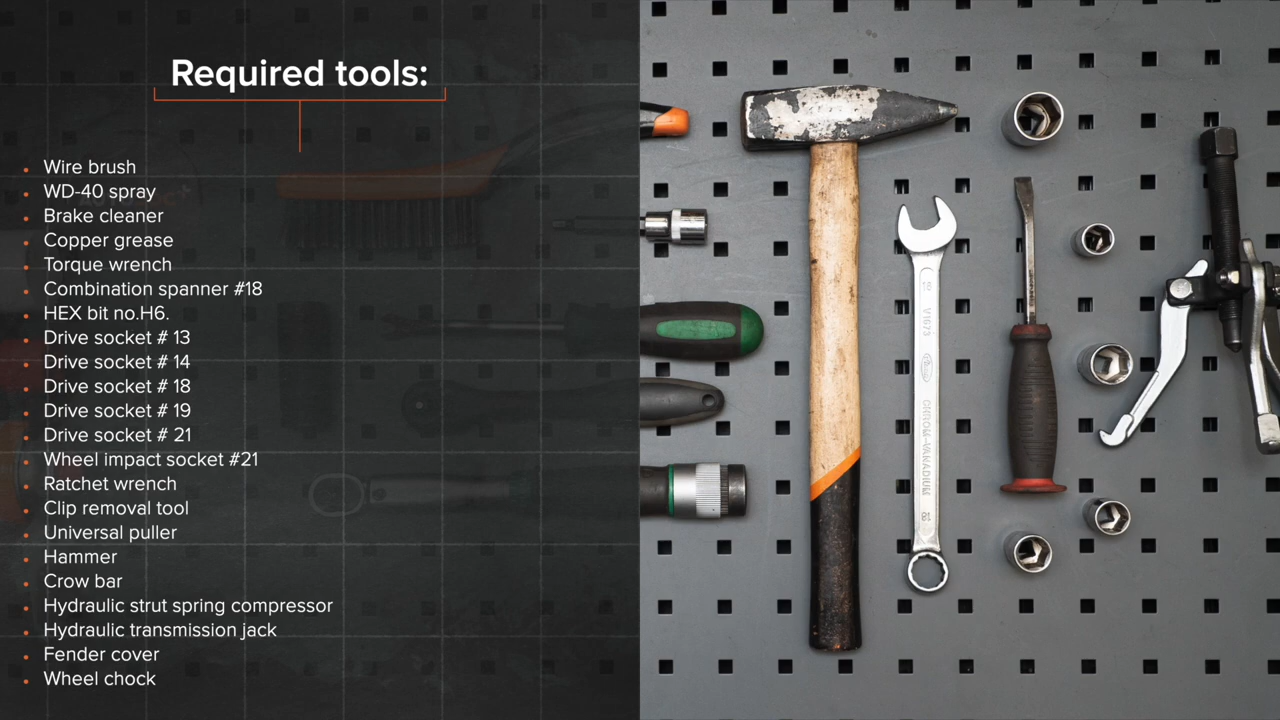 Required tools:
Wire brush
WD-40 spray
Brake cleaner
Copper grease
Torque wrench
Combination spanner #18
HEX bit no.H6.
Drive socket # 13
Drive socket # 14
Drive socket # 18
Drive socket # 19
Drive socket # 21
Wheel impact socket #21
Ratchet wrench
Clip removal tool
Universal puller
Hammer
Crow bar
Hydraulic strut spring compressor
Hydraulic transmission jack
Fender cover
Wheel chock
CHROM-VANADIUM